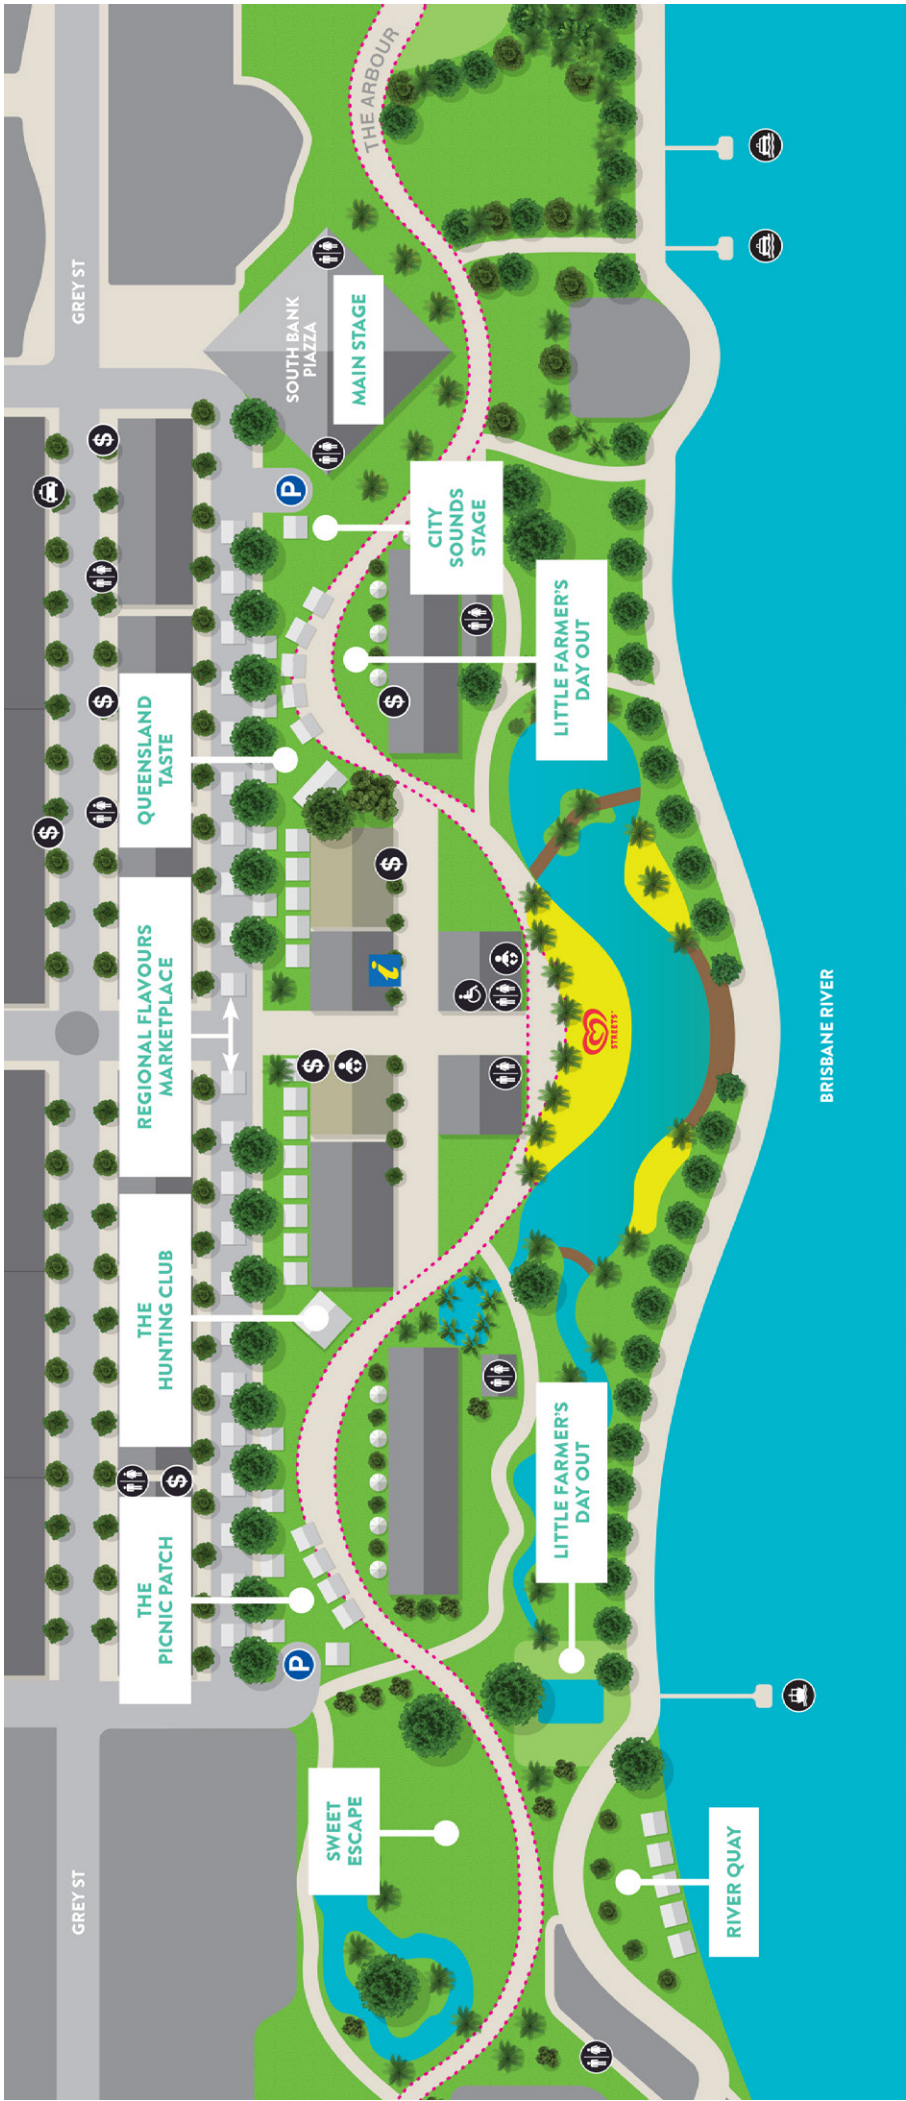 THE ARBOUR
GREY ST
SOUTH BANK
PIAZZA
MAIN STAGE
$
P
CITY
SOUNDS
STAGE
LITTLE FARMER'S
DAY OUT
$
QUEENSLAND
TASTE
$
$
$
REGIONAL FLAVOURS
MARKETPLACE
i
STREETS
BRISBANE RIVER
$
THE
HUNTING CLUB
LITTLE FARMER'S
DAY OUT
$
THE
PICNIC PATCH
P
SWEET
ESCAPE
RIVER QUAY
GREY ST